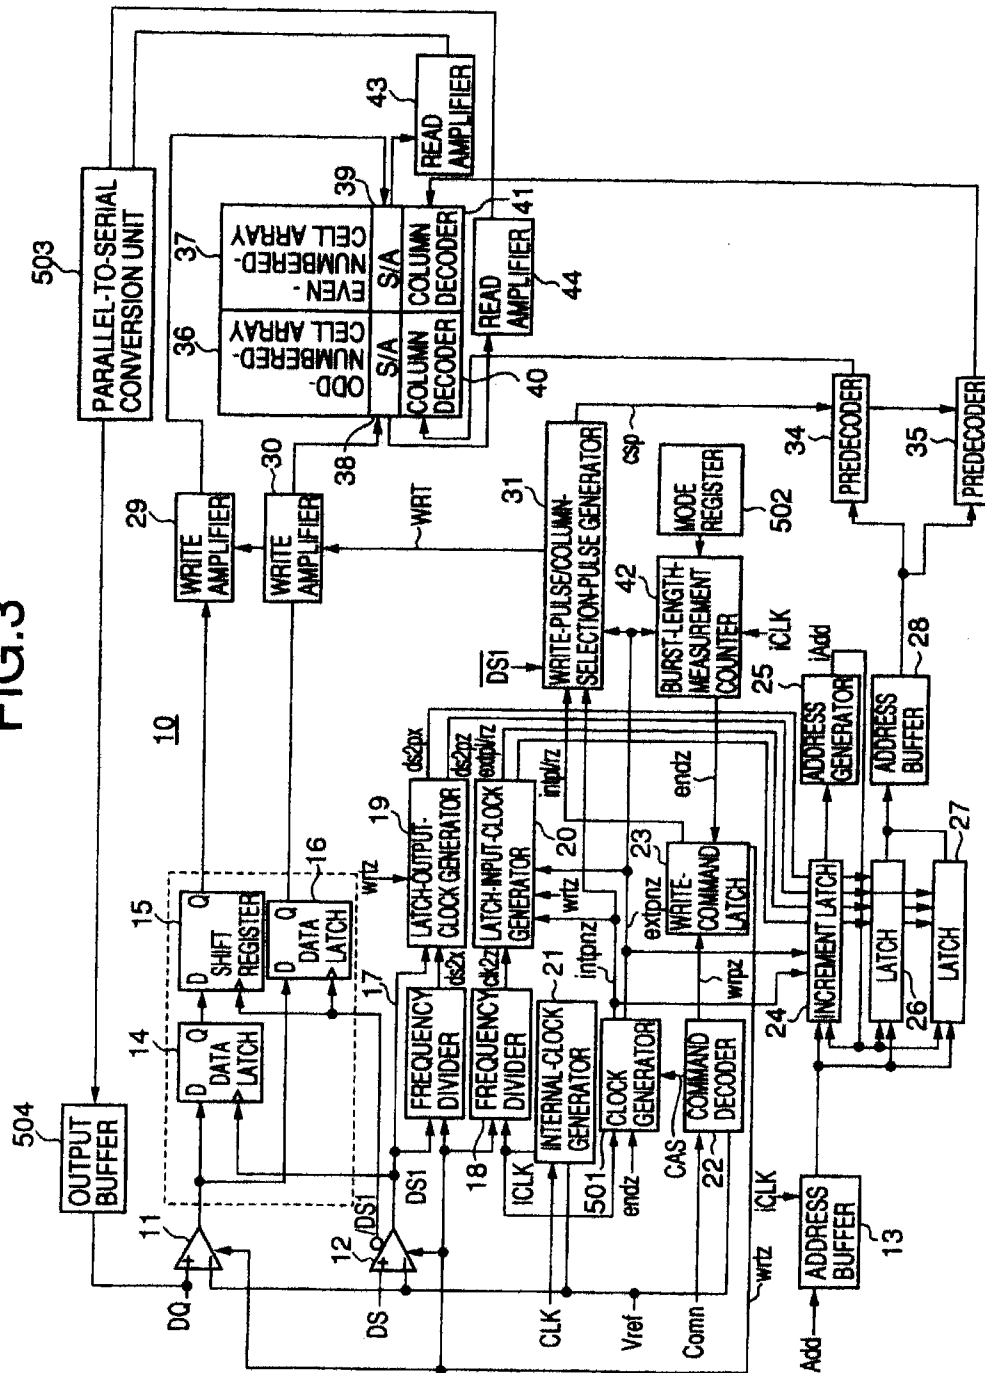 FIG.3
10
504
OUTPUT
BUFFER
503
PARALLEL-TO-SERIAL
CONVERSION UNIT
DQ
11
14
D Q
DATA
LATCH
15
D Q
SHIFT
REGISTER
16
D Q
DATA
LATCH
29
WRITE
AMPLIFIER
30
WRITE
AMPLIFIER
36
ODD-
NUMBERED-
CELL ARRAY
37
EVEN-
NUMBERED-
CELL ARRAY
38
S/A
S/A
39
COLUMN
DECODER
COLUMN
DECODER
40
41
43
READ
AMPLIFIER
READ
AMPLIFIER
44
DS
12
/DS1
DS1
17
FREQUENCY
DIVIDER
ds2x
wrtz
19
LATCH-OUTPUT-
CLOCK GENERATOR
ds2px
ds2pz
18
FREQUENCY
DIVIDER
clk2z
LATCH-INPUT-CLOCK
GENERATOR
20
extpl/rz
wrtz
iCLK
CLK
INTERNAL-CLOCK
GENERATOR
21
intpnz
extpnz
intpl/rz
DS1
WRT
31
WRITE-PULSE/COLUMN-
SELECTION-PULSE GENERATOR
csp
Vref
501
CLOCK
GENERATOR
endz
CAS
23
WRITE-
COMMAND
LATCH
endz
42
BURST-LENGTH-
MEASUREMENT
COUNTER
iCLK
MODE
REGISTER
502
Comn
COMMAND
DECODER
22
wrpz
wrtz
24
INCREMENT LATCH
25
ADDRESS
GENERATOR
iAdd
LATCH
26
LATCH
27
ADDRESS
BUFFER
28
34
PREDECODER
35
PREDECODER
Add
iCLK
ADDRESS
BUFFER
13